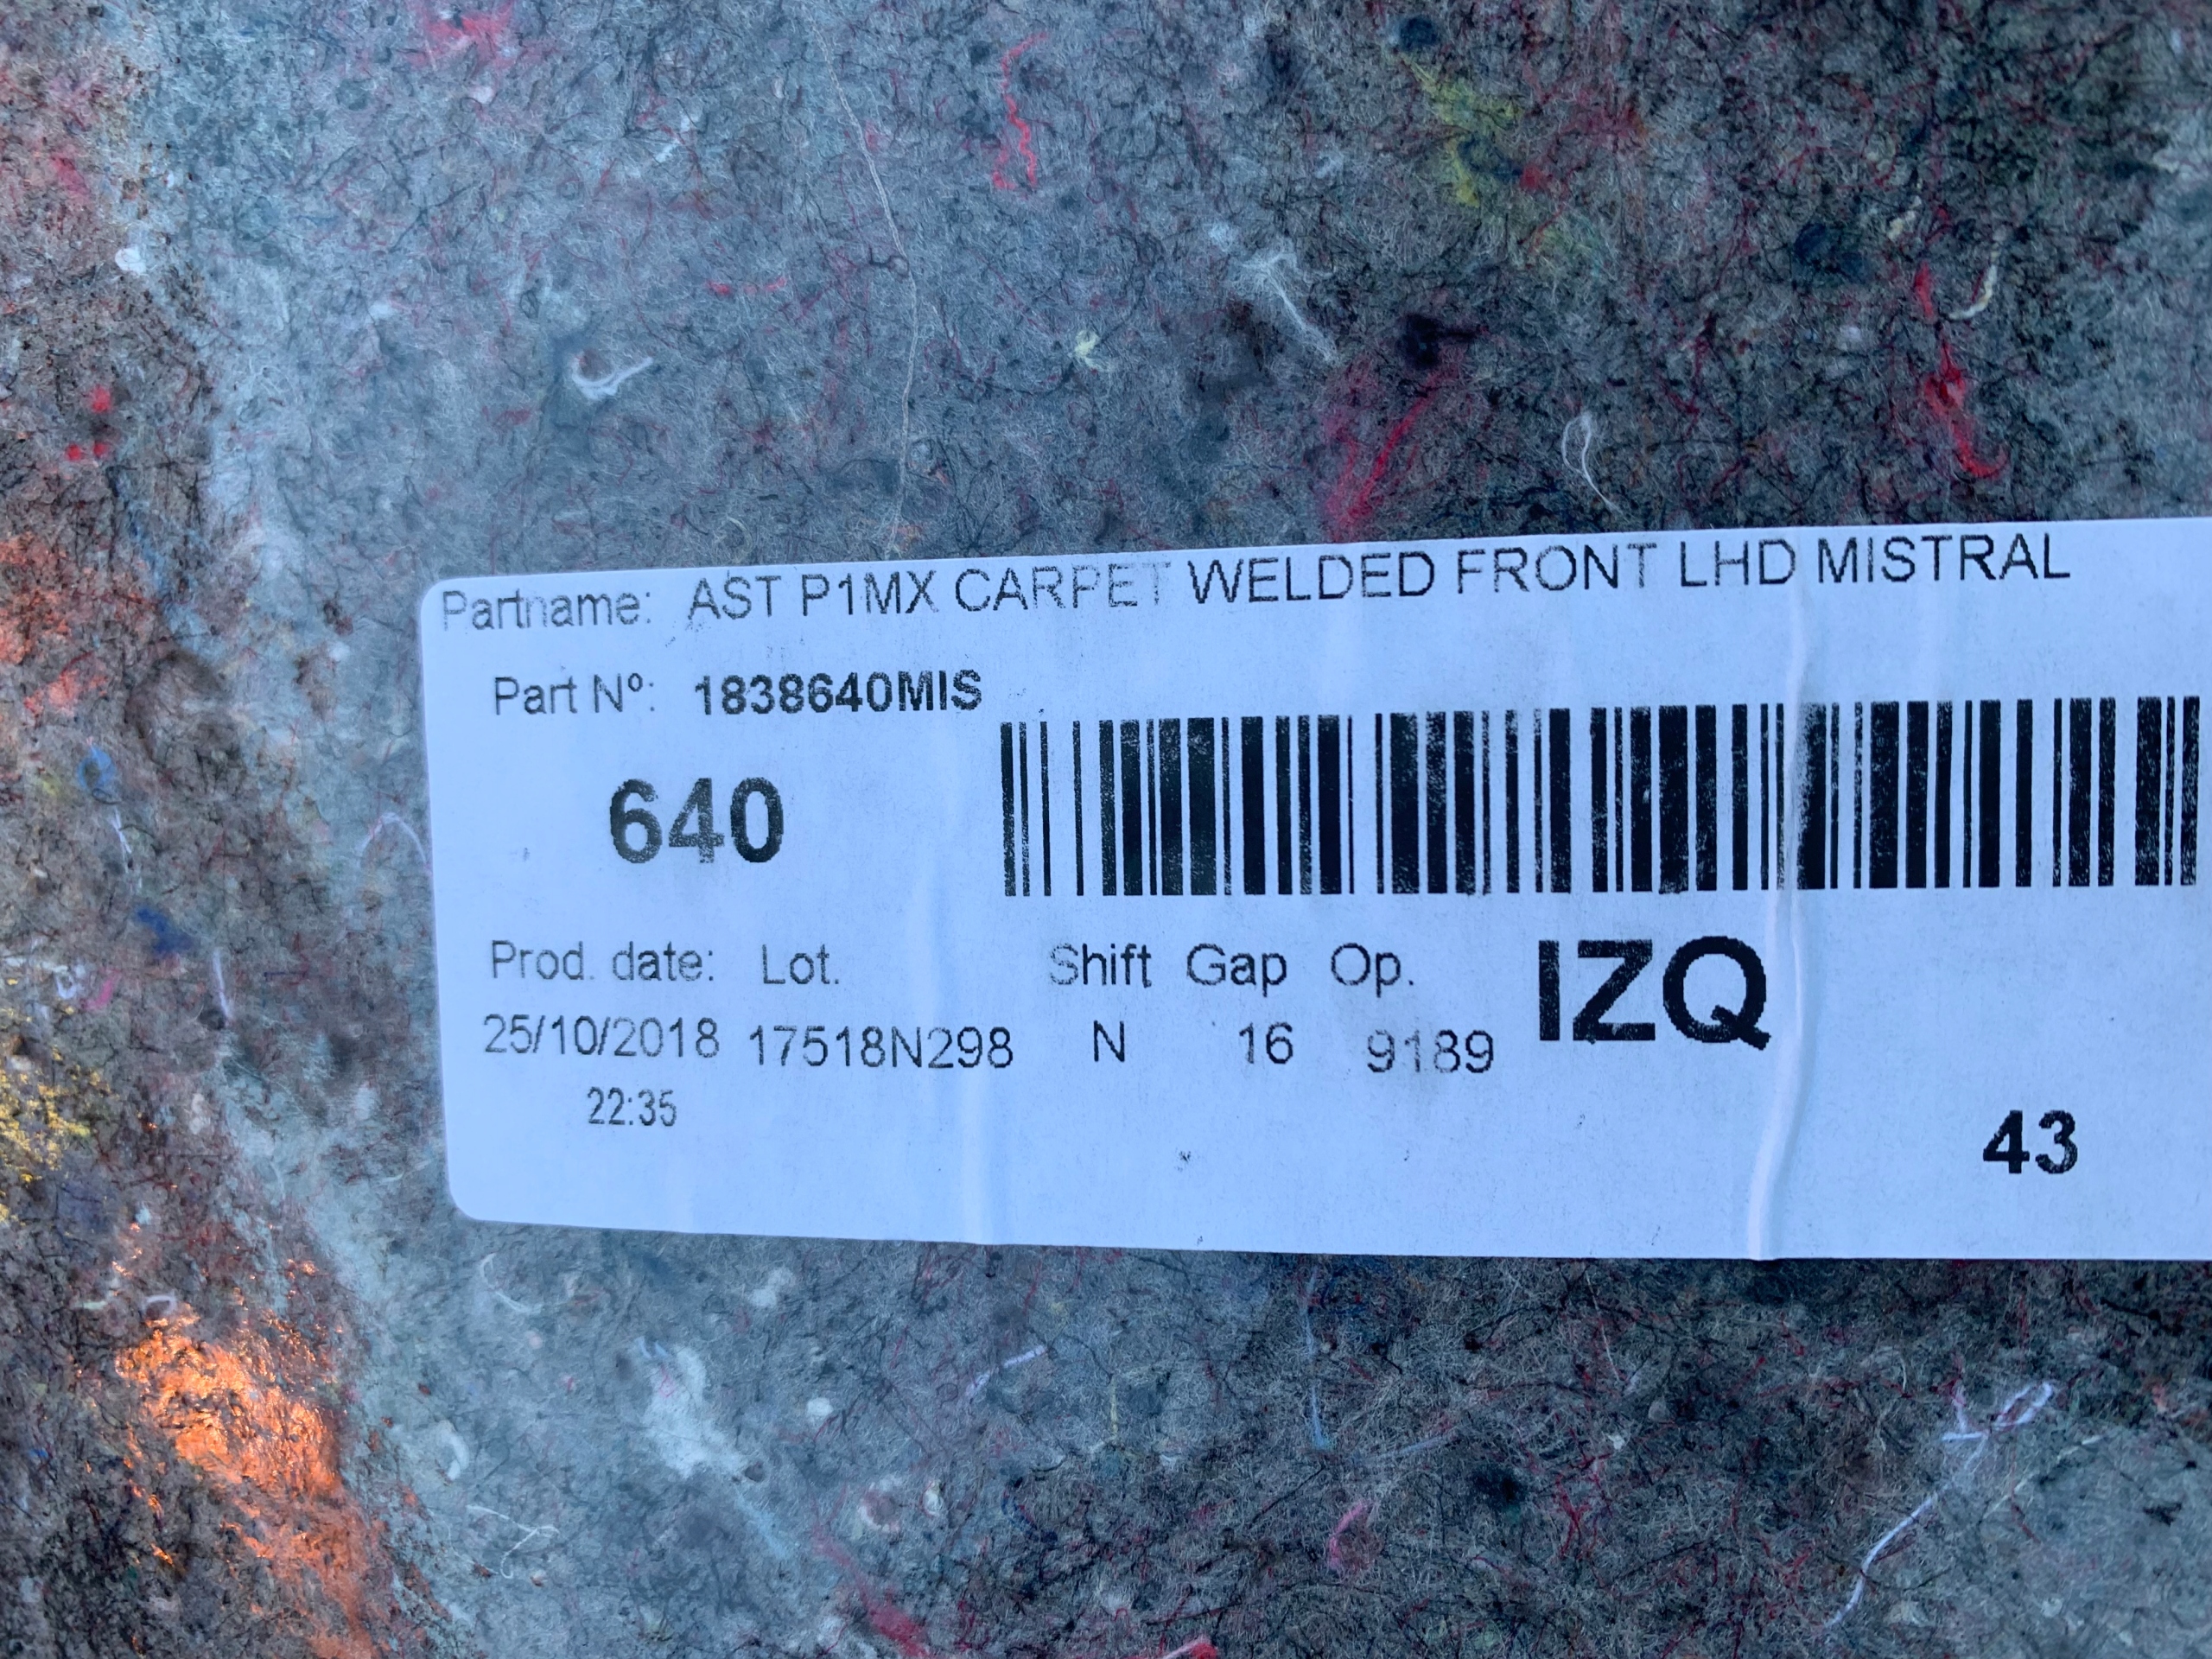 Partname: AST P1MX CARPET WELDED FRONT LHD MISTRAL
Part Nº: 1838640MIS
640
Prod. date: Lot. Shift Gap Op. IZQ
25/10/2018 17518N298 N 16 9189
22:35
43